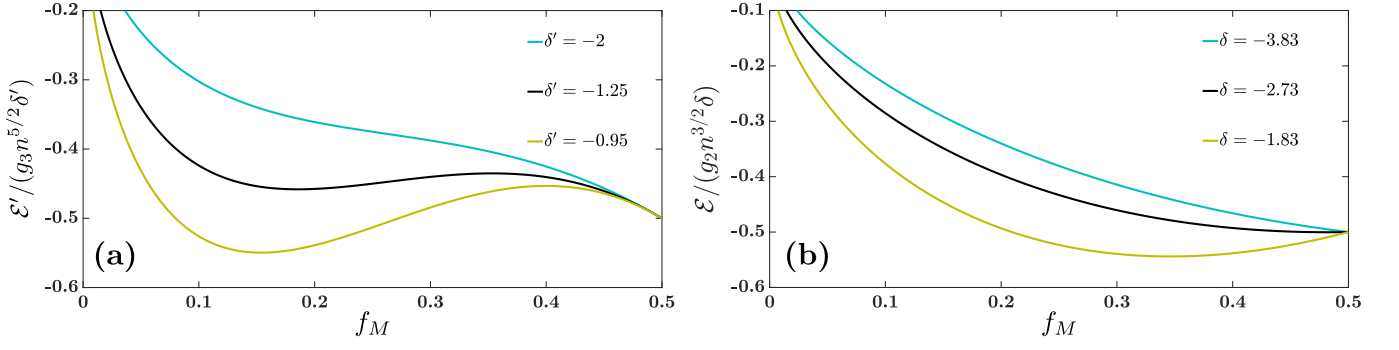 -0.2
-0.3
-0.4
-0.5
-0.6
ℰ′/(g₃n^{5/2}δ′)
δ′ = −2
δ′ = −1.25
δ′ = −0.95
(a)
0 0.1 0.2 0.3 0.4 0.5
f_M
-0.1
-0.2
-0.3
-0.4
-0.5
-0.6
ℰ/(g₂n^{3/2}δ)
δ = −3.83
δ = −2.73
δ = −1.83
(b)
0 0.1 0.2 0.3 0.4 0.5
f_M